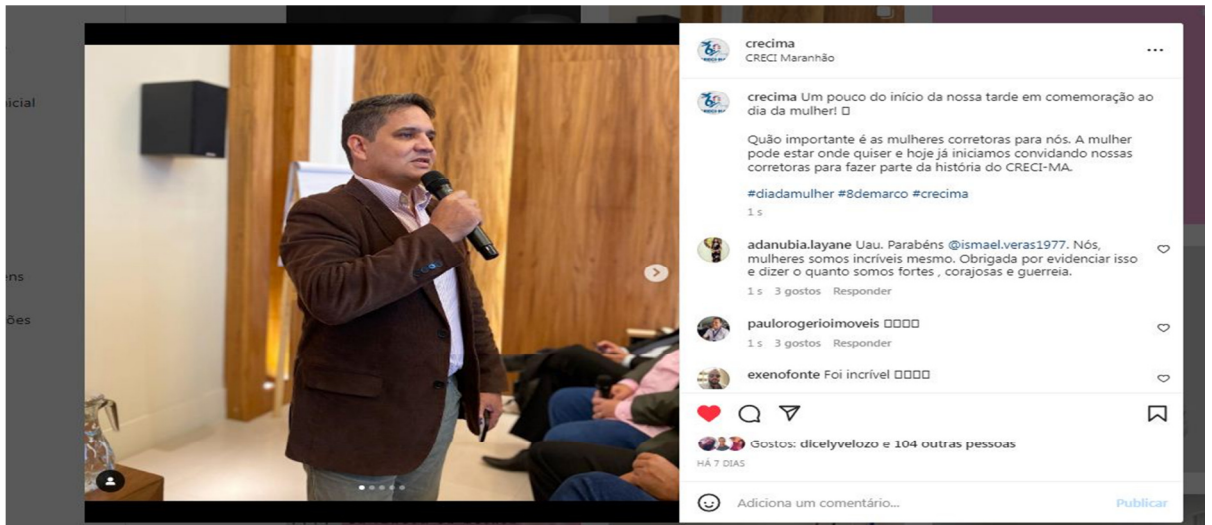 icial
ens
ões
crecima
CRECI Maranhão
crecima Um pouco do início da nossa tarde em comemoração ao
dia da mulher! □
Quão importante é as mulheres corretoras para nós. A mulher
pode estar onde quiser e hoje já iniciamos convidando nossas
corretoras para fazer parte da história do CRECI-MA.
#diadamulher #8demarco #crecima
1 s
adanubia.layane Uau. Parabéns @ismael.veras1977. Nós,
mulheres somos incríveis mesmo. Obrigada por evidenciar isso
e dizer o quanto somos fortes , corajosas e guerreia.
1 s 3 gostos Responder
paulorogerioimoveis □□□□
1 s 3 gostos Responder
exenofonte Foi incrível □□□□
Gostos: dicelyvelozo e 104 outras pessoas
HÁ 7 DIAS
Adiciona um comentário... Publicar